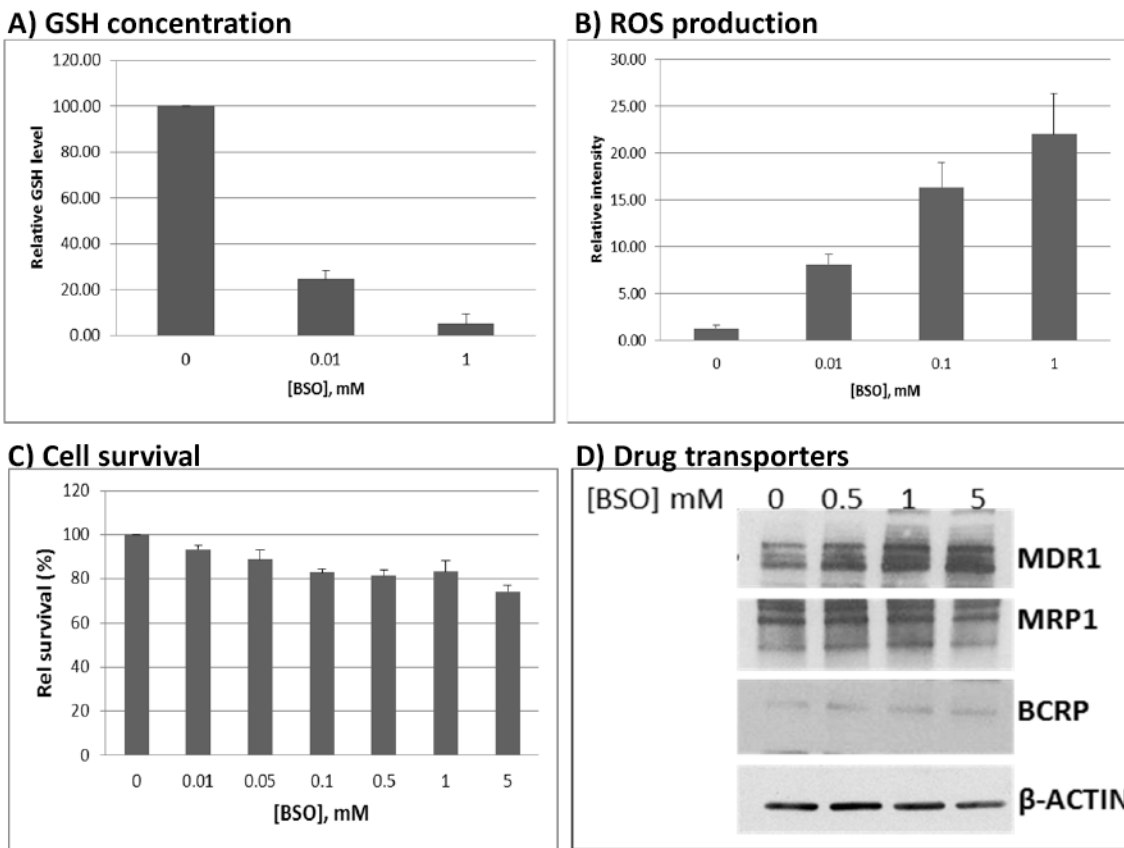 A) GSH concentration
120.00
100.00
80.00
60.00
40.00
20.00
0.00
Relative GSH level
0 0.01 1
[BSO], mM
B) ROS production
30.00
25.00
20.00
15.00
10.00
5.00
0.00
Relative intensity
0 0.01 0.1 1
[BSO], mM
C) Cell survival
120
100
80
60
40
20
0
Rel survival (%)
0 0.01 0.05 0.1 0.5 1 5
[BSO], mM
D) Drug transporters
[BSO] mM 0 0.5 1 5
MDR1
MRP1
BCRP
β-ACTIN